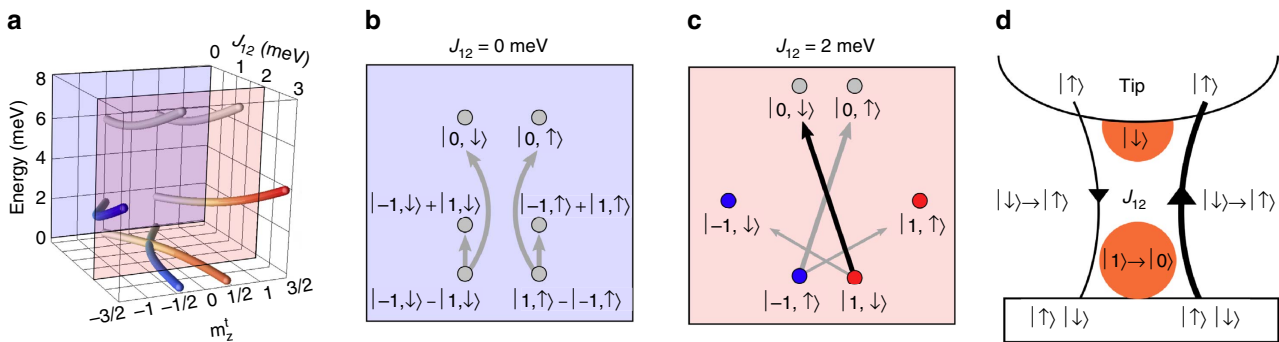 a
J₁₂ (meV)
0
1
2
3
8
6
4
2
0
Energy (meV)
−3/2
−1
−1/2
0
1/2
1
3/2
mᵗz
b
J₁₂ = 0 meV
|0, ↓⟩ |0, ↑⟩
|−1,↓⟩+|1,↓⟩ |−1,↑⟩+|1,↑⟩
|−1,↓⟩−|1,↓⟩ |1,↑⟩−|−1,↑⟩
c
J₁₂ = 2 meV
|0, ↓⟩ |0, ↑⟩
|−1, ↓⟩ |1, ↑⟩
|−1, ↑⟩ |1, ↓⟩
d
|↑⟩ Tip |↑⟩
|↓⟩
|↓⟩→|↑⟩ J₁₂ |↓⟩→|↑⟩
|1⟩→|0⟩
|↑⟩ |↓⟩ |↑⟩ |↓⟩